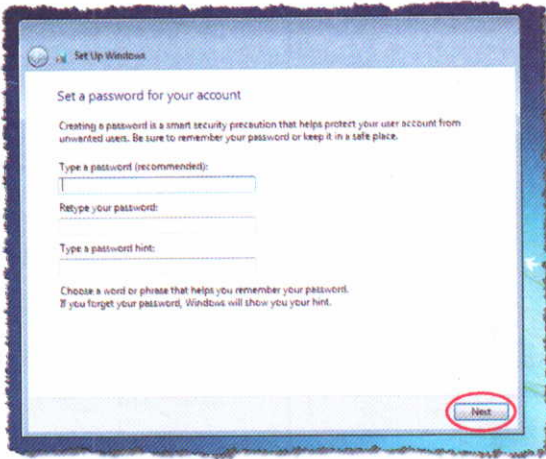 Set Up Windows
Set a password for your account
Creating a password is a smart security precaution that helps protect your user account from
unwanted users. Be sure to remember your password or keep it in a safe place.
Type a password (recommended):
Retype your password:
Type a password hint:
Choose a word or phrase that helps you remember your password.
If you forget your password, Windows will show you your hint.
Next